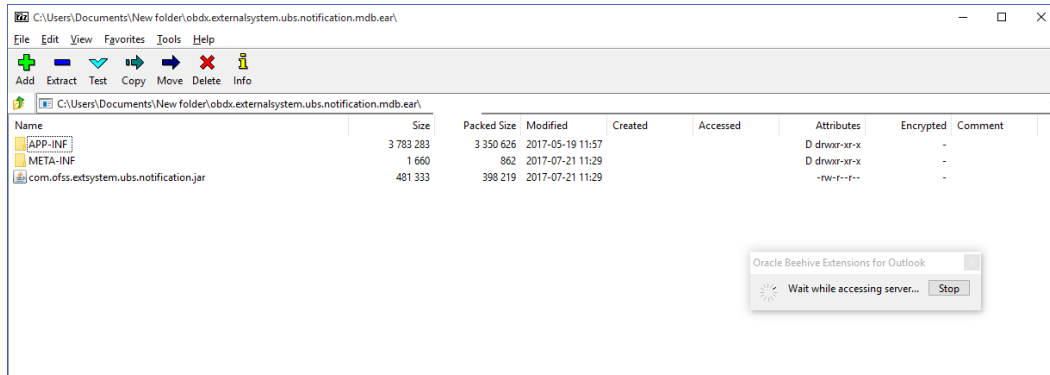 C:\Users\Documents\New folder\obdx.externalsystem.ubs.notification.mdb.ear\
File Edit View Favorites Tools Help
Add Extract Test Copy Move Delete Info
C:\Users\Documents\New folder\obdx.externalsystem.ubs.notification.mdb.ear\
Name Size Packed Size Modified Created Accessed Attributes Encrypted Comment
APP-INF 3 783 283 3 350 626 2017-05-19 11:57 D drwxr-xr-x -
META-INF 1 660 862 2017-07-21 11:29 D drwxr-xr-x -
com.ofss.extsystem.ubs.notification.jar 481 333 398 219 2017-07-21 11:29 -rw-r--r-- -
Oracle Beehive Extensions for Outlook
Wait while accessing server... Stop